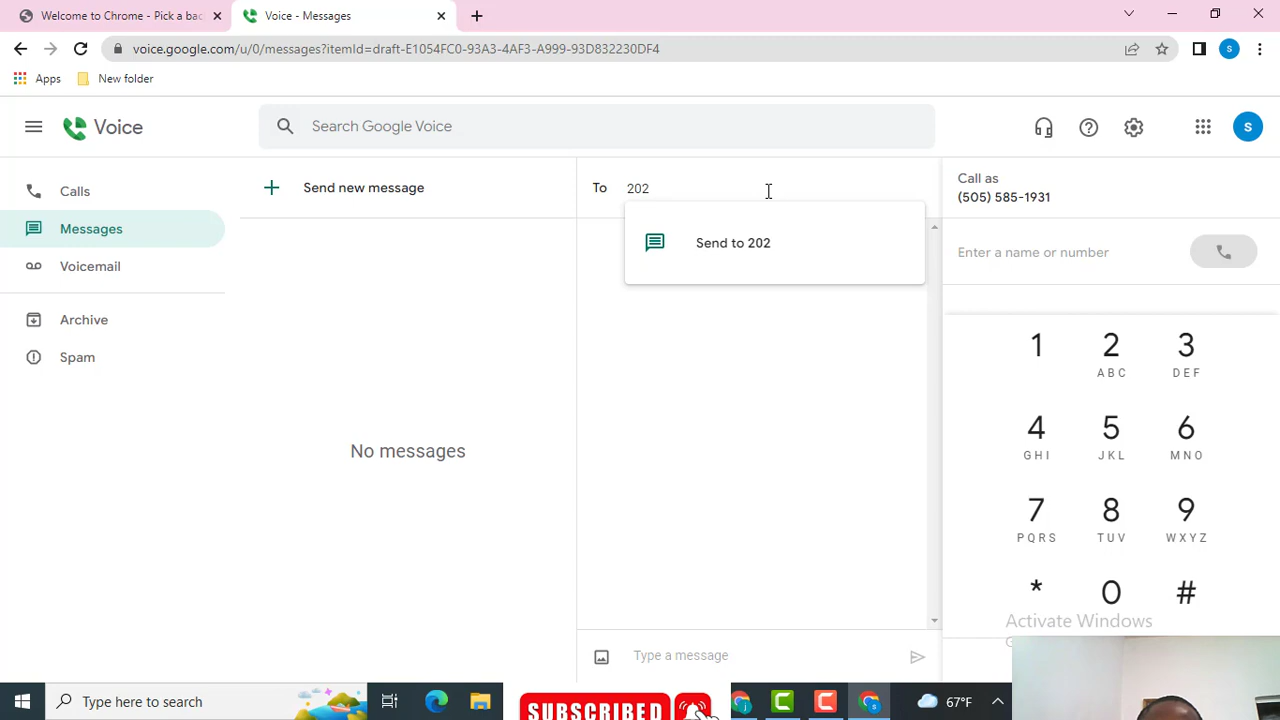 Welcome to Chrome - Pick a bac
Voice - Messages
voice.google.com/u/0/messages?itemId=draft-E1054FC0-93A3-4AF3-A999-93D832230DF4
S
Apps
New folder
Voice
Search Google Voice
S
Calls
Messages
Voicemail
Archive
Spam
Send new message
No messages
To 202
Send to 202
Type a message
Call as
(505) 585-1931
Enter a name or number
1
2
ABC
3
DEF
4
GHI
5
JKL
6
MNO
7
PQRS
8
TUV
9
WXYZ
*
0
#
Activate Windows
Type here to search
SUBSCRIBED
67°F